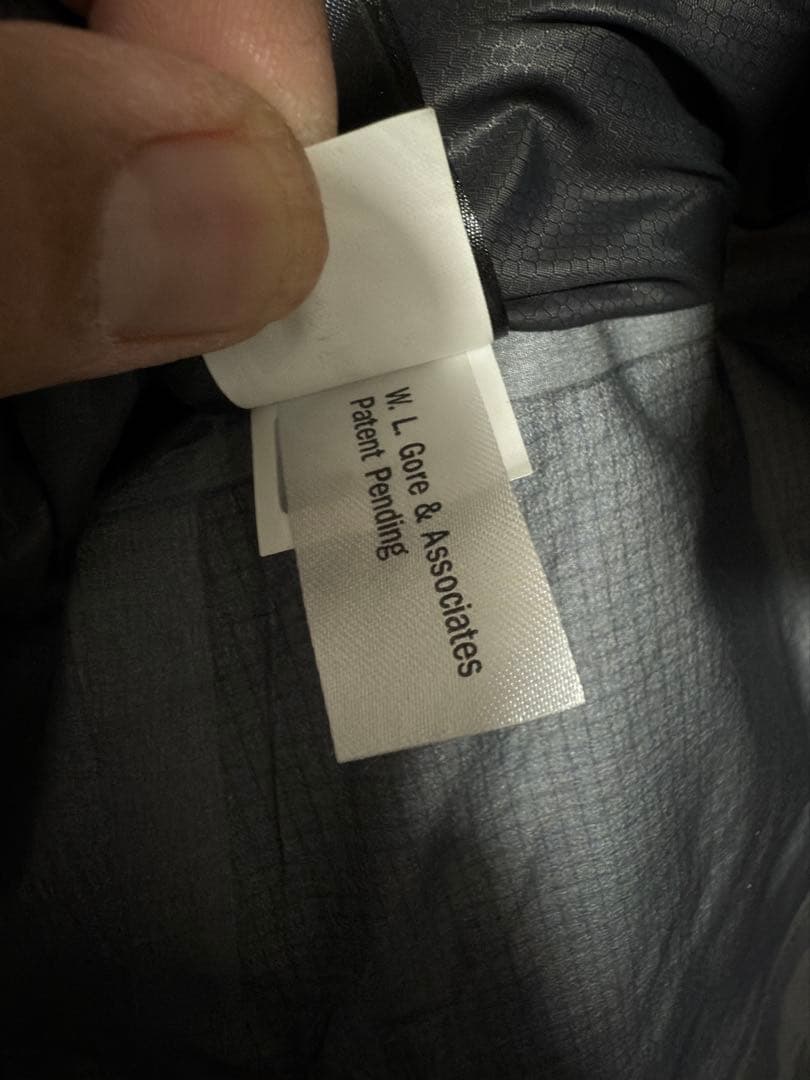 W. L. Gore & Associates
Patent Pending